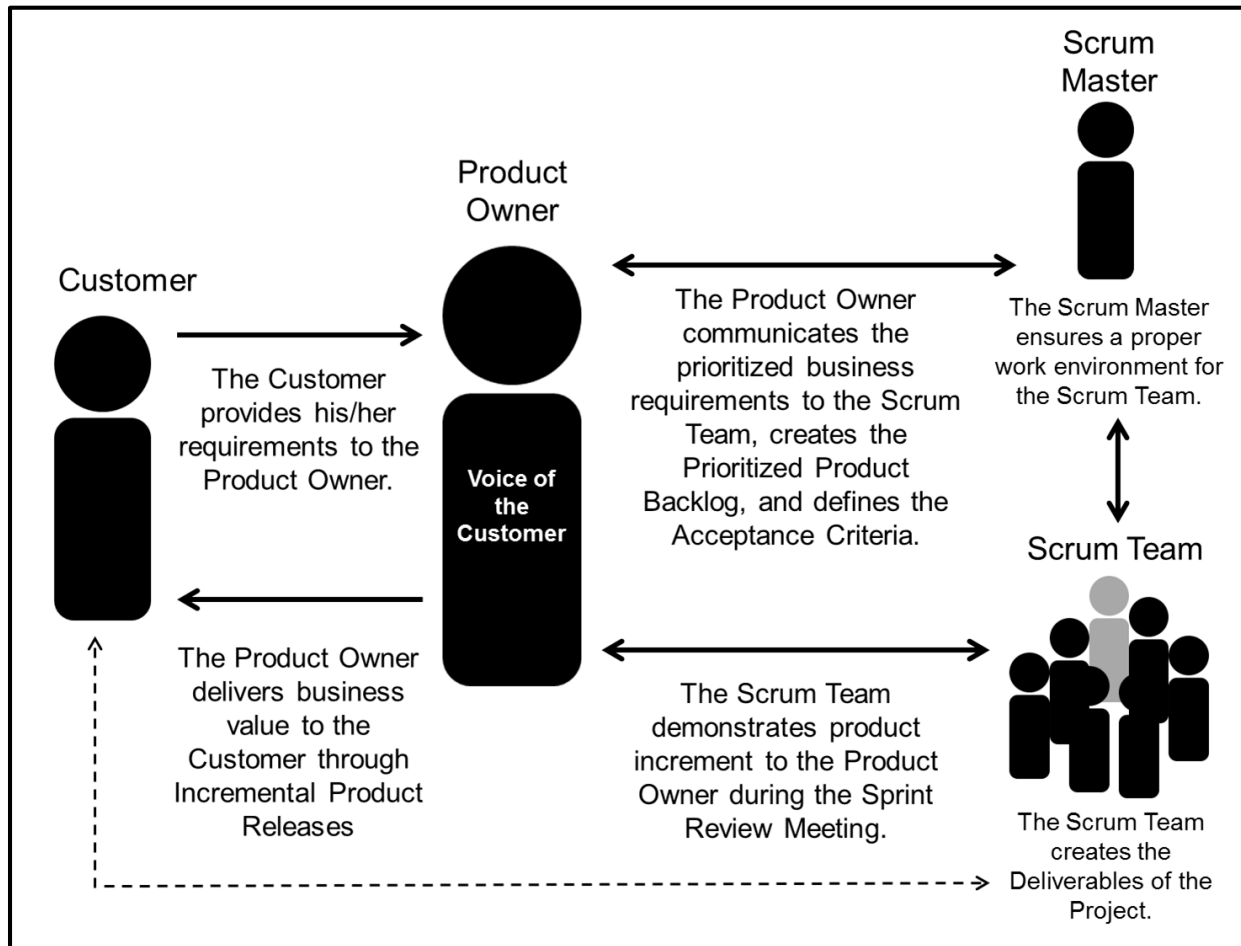 Scrum
Master
Product
Owner
Customer
The Customer
provides his/her
requirements to the
Product Owner.
Voice of
the
Customer
The Product Owner
communicates the
prioritized business
requirements to the Scrum
Team, creates the
Prioritized Product
Backlog, and defines the
Acceptance Criteria.
The Scrum Master
ensures a proper
work environment for
the Scrum Team.
Scrum Team
The Product Owner
delivers business
value to the
Customer through
Incremental Product
Releases
The Scrum Team
demonstrates product
increment to the Product
Owner during the Sprint
Review Meeting.
The Scrum Team
creates the
Deliverables of the
Project.